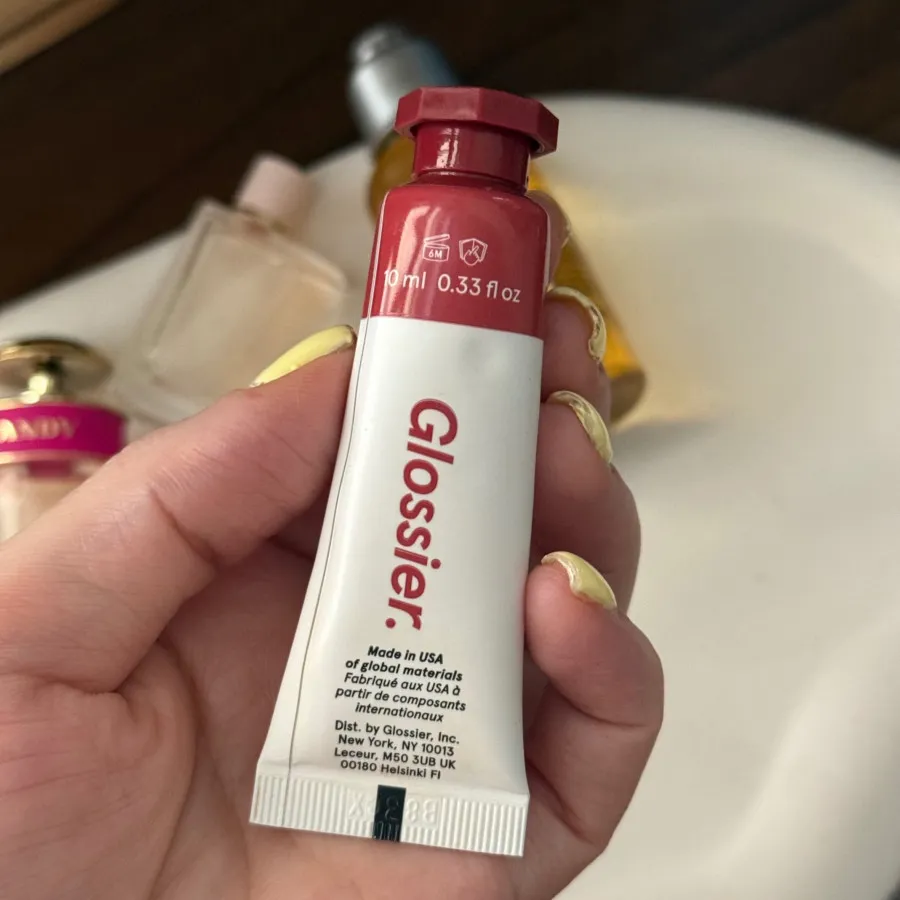 6M
10 ml 0.33 fl oz
Glossier.
Made in USA
of global materials
Fabriqué aux USA à
partir de composants
internationaux
Dist. by Glossier, Inc.
New York, NY 10013
Leceur, M50 3UB UK
00180 Helsinki FI
ANDY